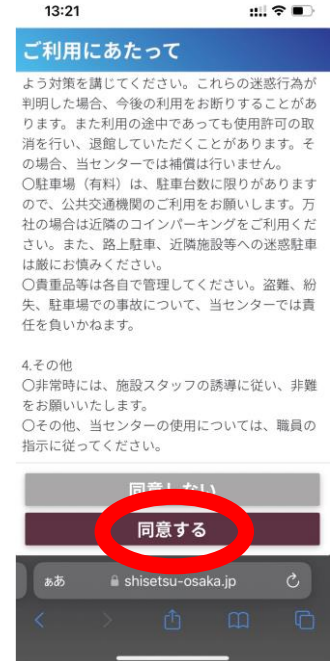 13:21
ご利用にあたって
よう対策を講じてください。これらの迷惑行為が
判明した場合、今後の利用をお断りすることがあ
ります。また利用の途中であっても使用許可の取
消を行い、退館していただくことがあります。そ
の場合、当センターでは補償は行いません。
〇駐車場（有料）は、駐車台数に限りがあります
ので、公共交通機関のご利用をお願いします。万
社の場合は近隣のコインパーキングをご利用くだ
さい。また、路上駐車、近隣施設等への迷惑駐車
は厳にお慎みください。
〇貴重品等は各自で管理してください。盗難、紛
失、駐車場での事故について、当センターでは責
任を負いかねます。
4.その他
〇非常時には、施設スタッフの誘導に従い、非難
をお願いいたします。
〇その他、当センターの使用については、職員の
指示に従ってください。
同意しない
同意する
ぁあ
shisetsu-osaka.jp